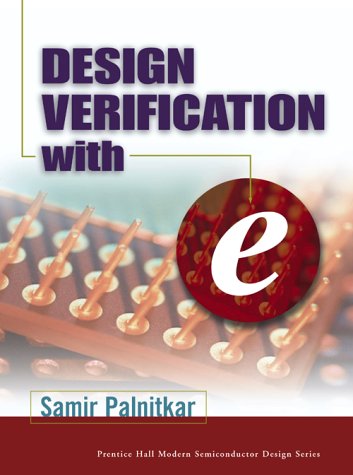 DESIGN
VERIFICATION
with
e
Samir Palnitkar
Prentice Hall Modern Semiconductor Design Series